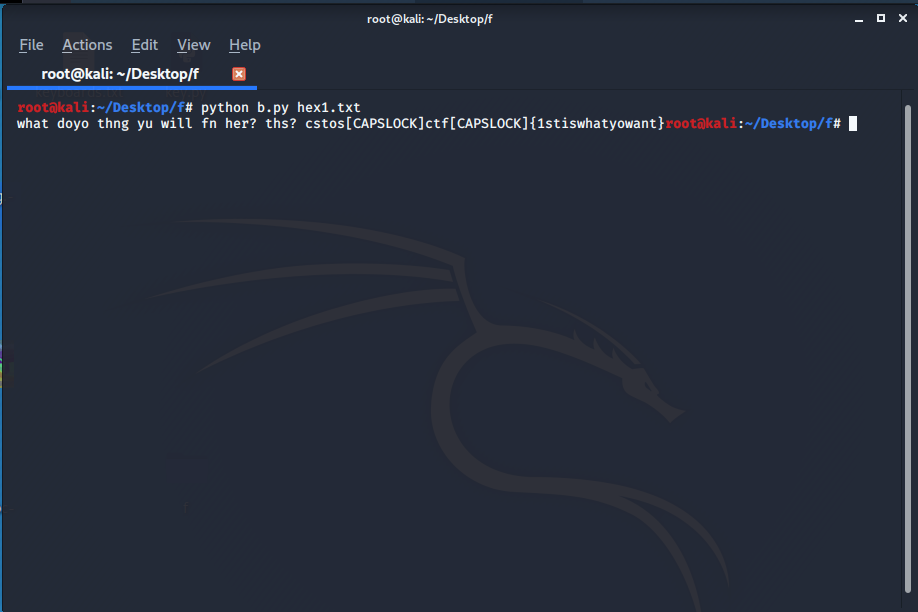 root@kali: ~/Desktop/f
File Actions Edit View Help
root@kali: ~/Desktop/f
root@kali:~/Desktop/f# python b.py hex1.txt
what doyo thng yu will fn her? ths? cstos[CAPSLOCK]ctf[CAPSLOCK]{1stiswhatyowant}root@kali:~/Desktop/f#